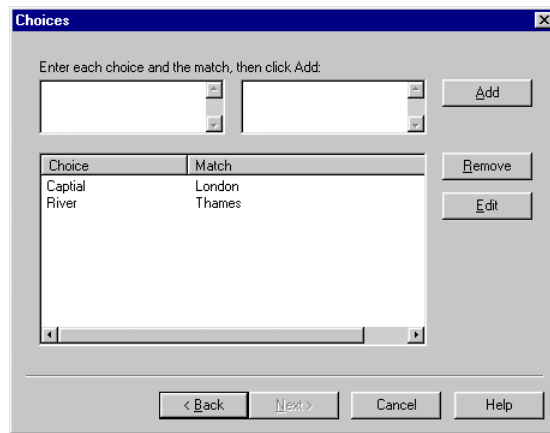 Choices
Enter each choice and the match, then click Add:
Add
Choice Match
Captial London
River Thames
Remove
Edit
< Back Next > Cancel Help